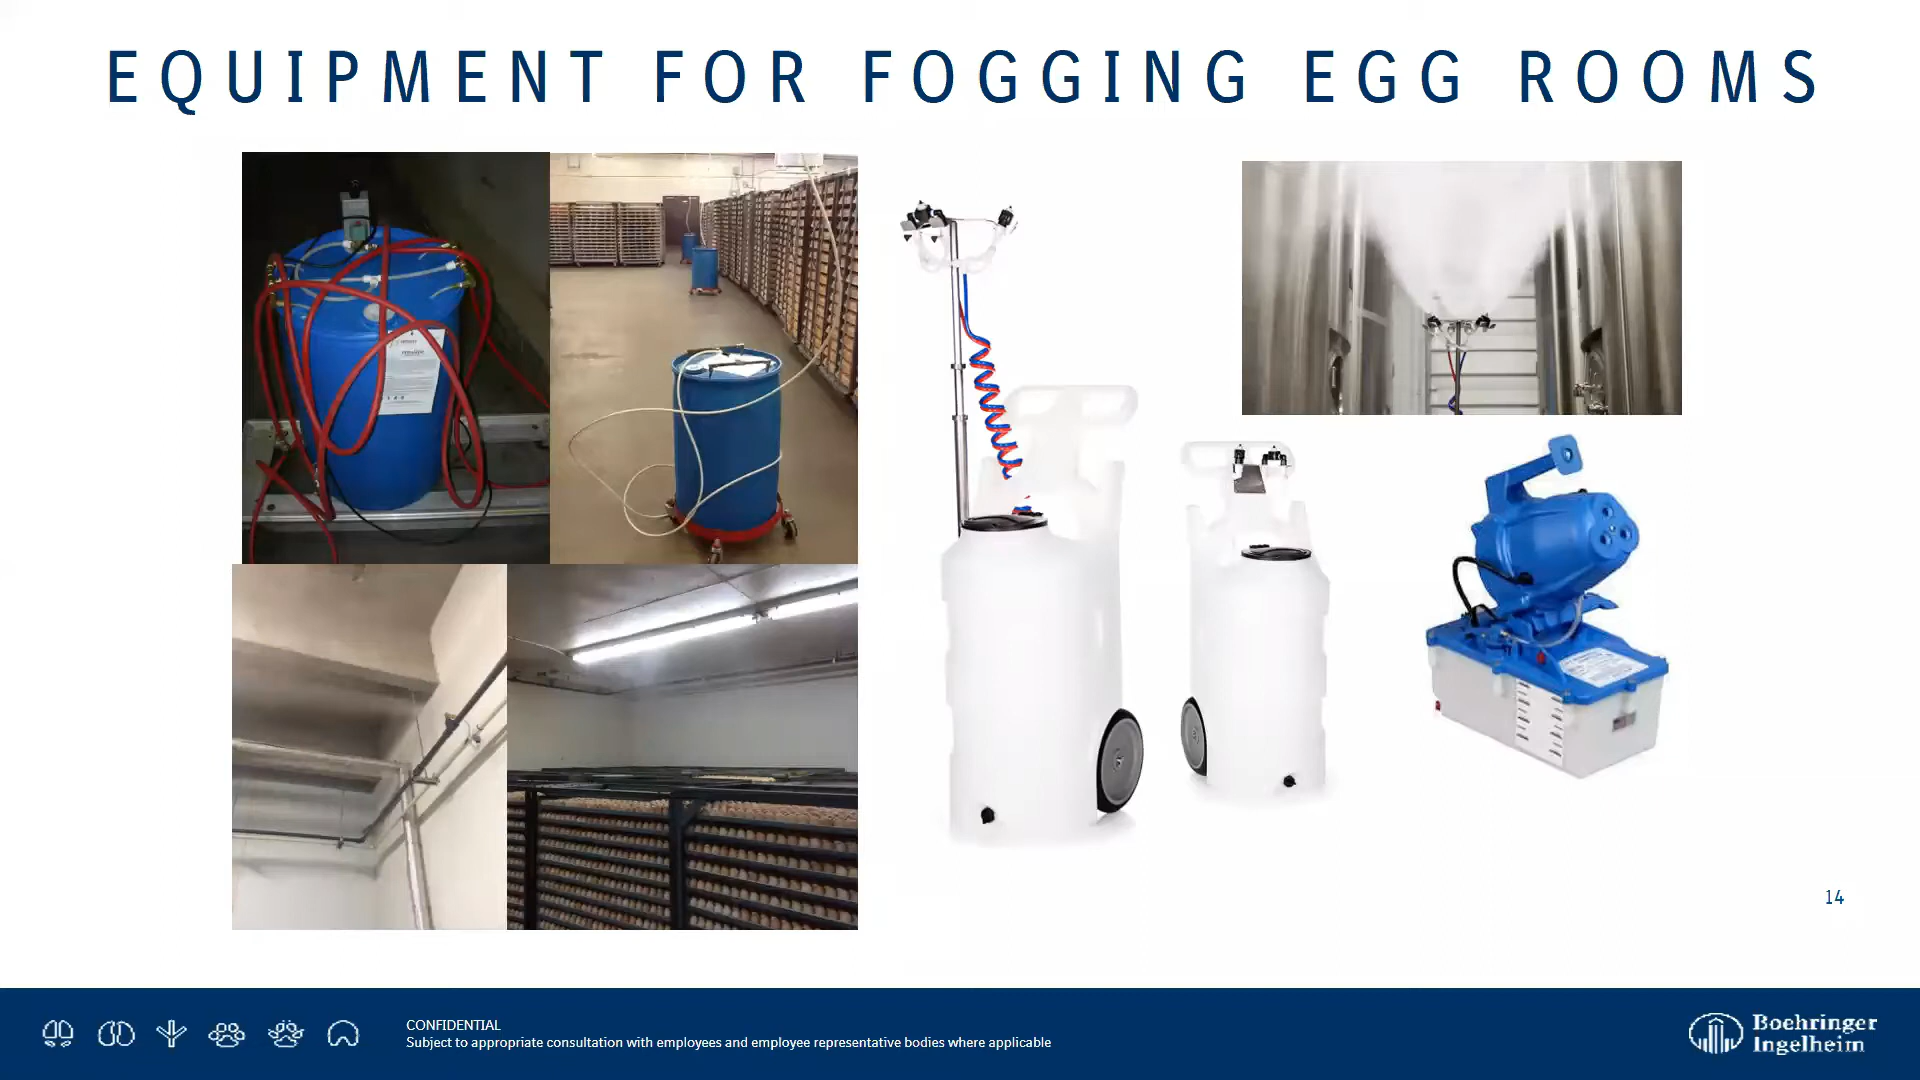 EQUIPMENT FOR FOGGING EGG ROOMS
14
CONFIDENTIAL
Subject to appropriate consultation with employees and employee representative bodies where applicable
Boehringer
Ingelheim